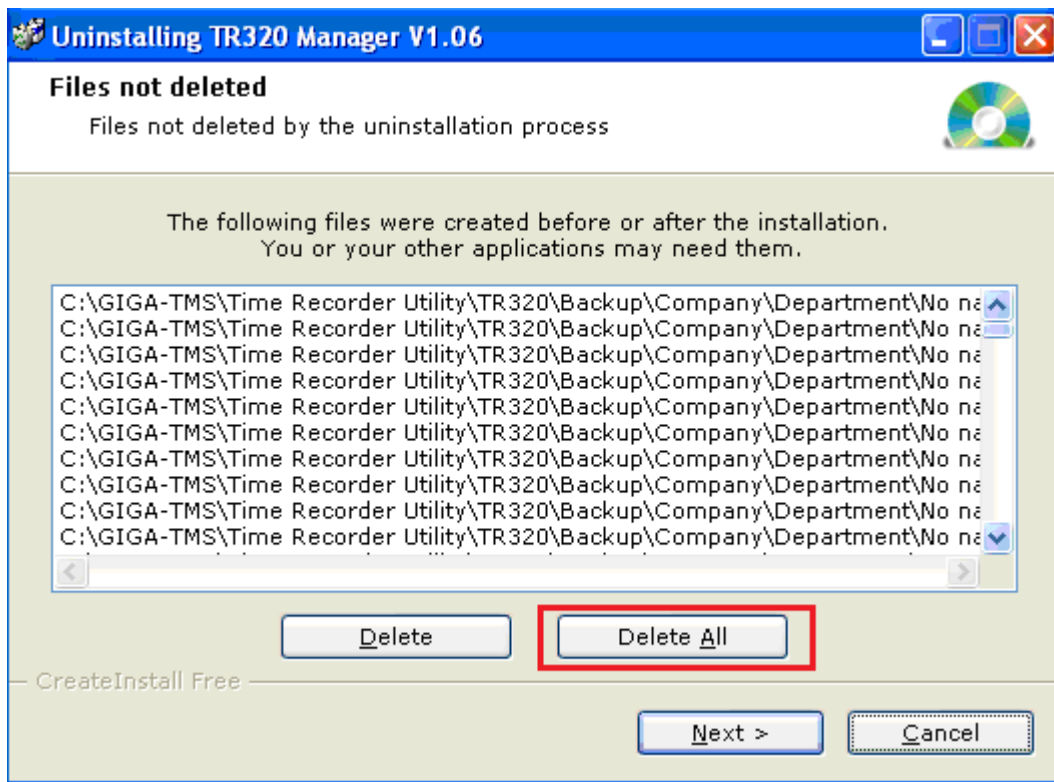 Uninstalling TR320 Manager V1.06
Files not deleted
Files not deleted by the uninstallation process
The following files were created before or after the installation.
You or your other applications may need them.
C:\GIGA-TMS\Time Recorder Utility\TR320\Backup\Company\Department\No na
C:\GIGA-TMS\Time Recorder Utility\TR320\Backup\Company\Department\No na
C:\GIGA-TMS\Time Recorder Utility\TR320\Backup\Company\Department\No na
C:\GIGA-TMS\Time Recorder Utility\TR320\Backup\Company\Department\No na
C:\GIGA-TMS\Time Recorder Utility\TR320\Backup\Company\Department\No na
C:\GIGA-TMS\Time Recorder Utility\TR320\Backup\Company\Department\No na
C:\GIGA-TMS\Time Recorder Utility\TR320\Backup\Company\Department\No na
C:\GIGA-TMS\Time Recorder Utility\TR320\Backup\Company\Department\No na
C:\GIGA-TMS\Time Recorder Utility\TR320\Backup\Company\Department\No na
C:\GIGA-TMS\Time Recorder Utility\TR320\Backup\Company\Department\No na
Delete
Delete All
CreateInstall Free
Next >
Cancel